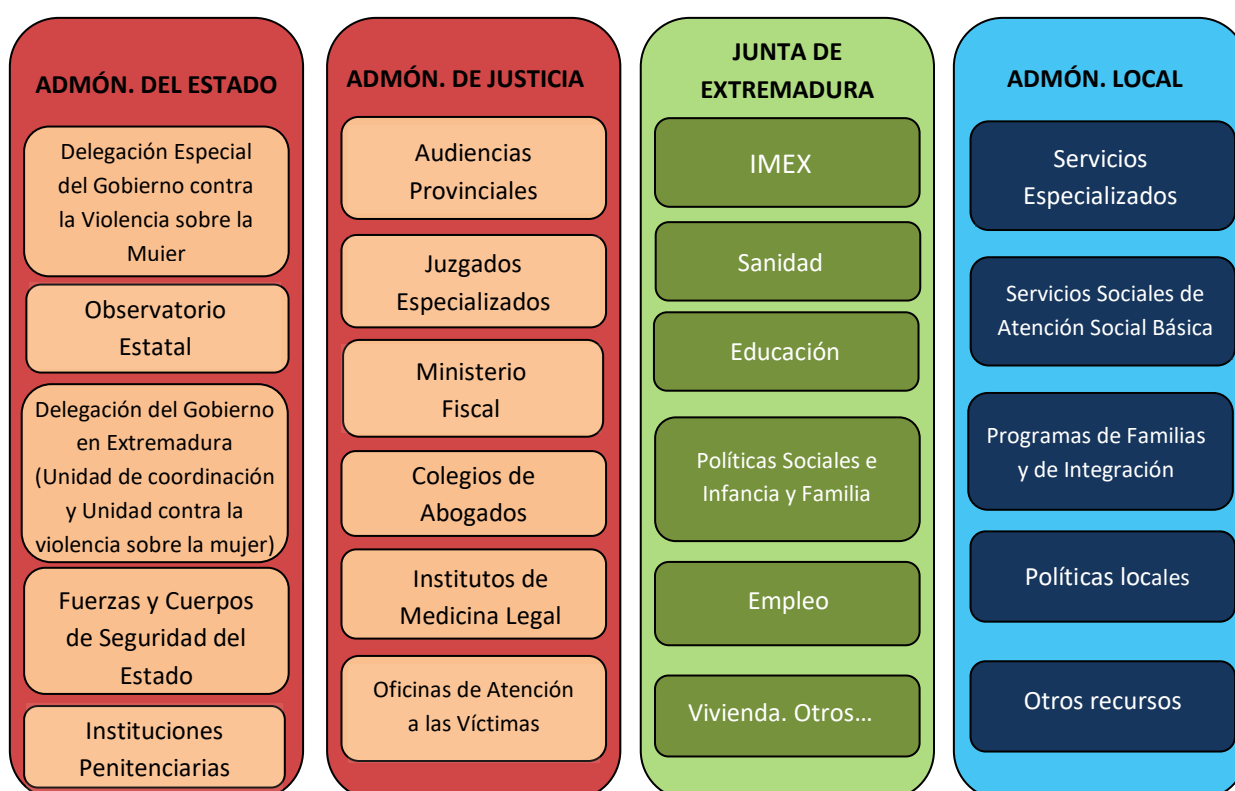 ADMÓN. DEL ESTADO
Delegación Especial
del Gobierno contra
la Violencia sobre la
Mujer
Observatorio
Estatal
Delegación del Gobierno
en Extremadura
(Unidad de coordinación
y Unidad contra la
violencia sobre la mujer)
Fuerzas y Cuerpos
de Seguridad del
Estado
Instituciones
Penitenciarias
ADMÓN. DE JUSTICIA
Audiencias
Provinciales
Juzgados
Especializados
Ministerio
Fiscal
Colegios de
Abogados
Institutos de
Medicina Legal
Oficinas de Atención
a las Víctimas
JUNTA DE
EXTREMADURA
IMEX
Sanidad
Educación
Políticas Sociales e
Infancia y Familia
Empleo
Vivienda. Otros...
ADMÓN. LOCAL
Servicios
Especializados
Servicios Sociales de
Atención Social Básica
Programas de Familias
y de Integración
Políticas locales
Otros recursos